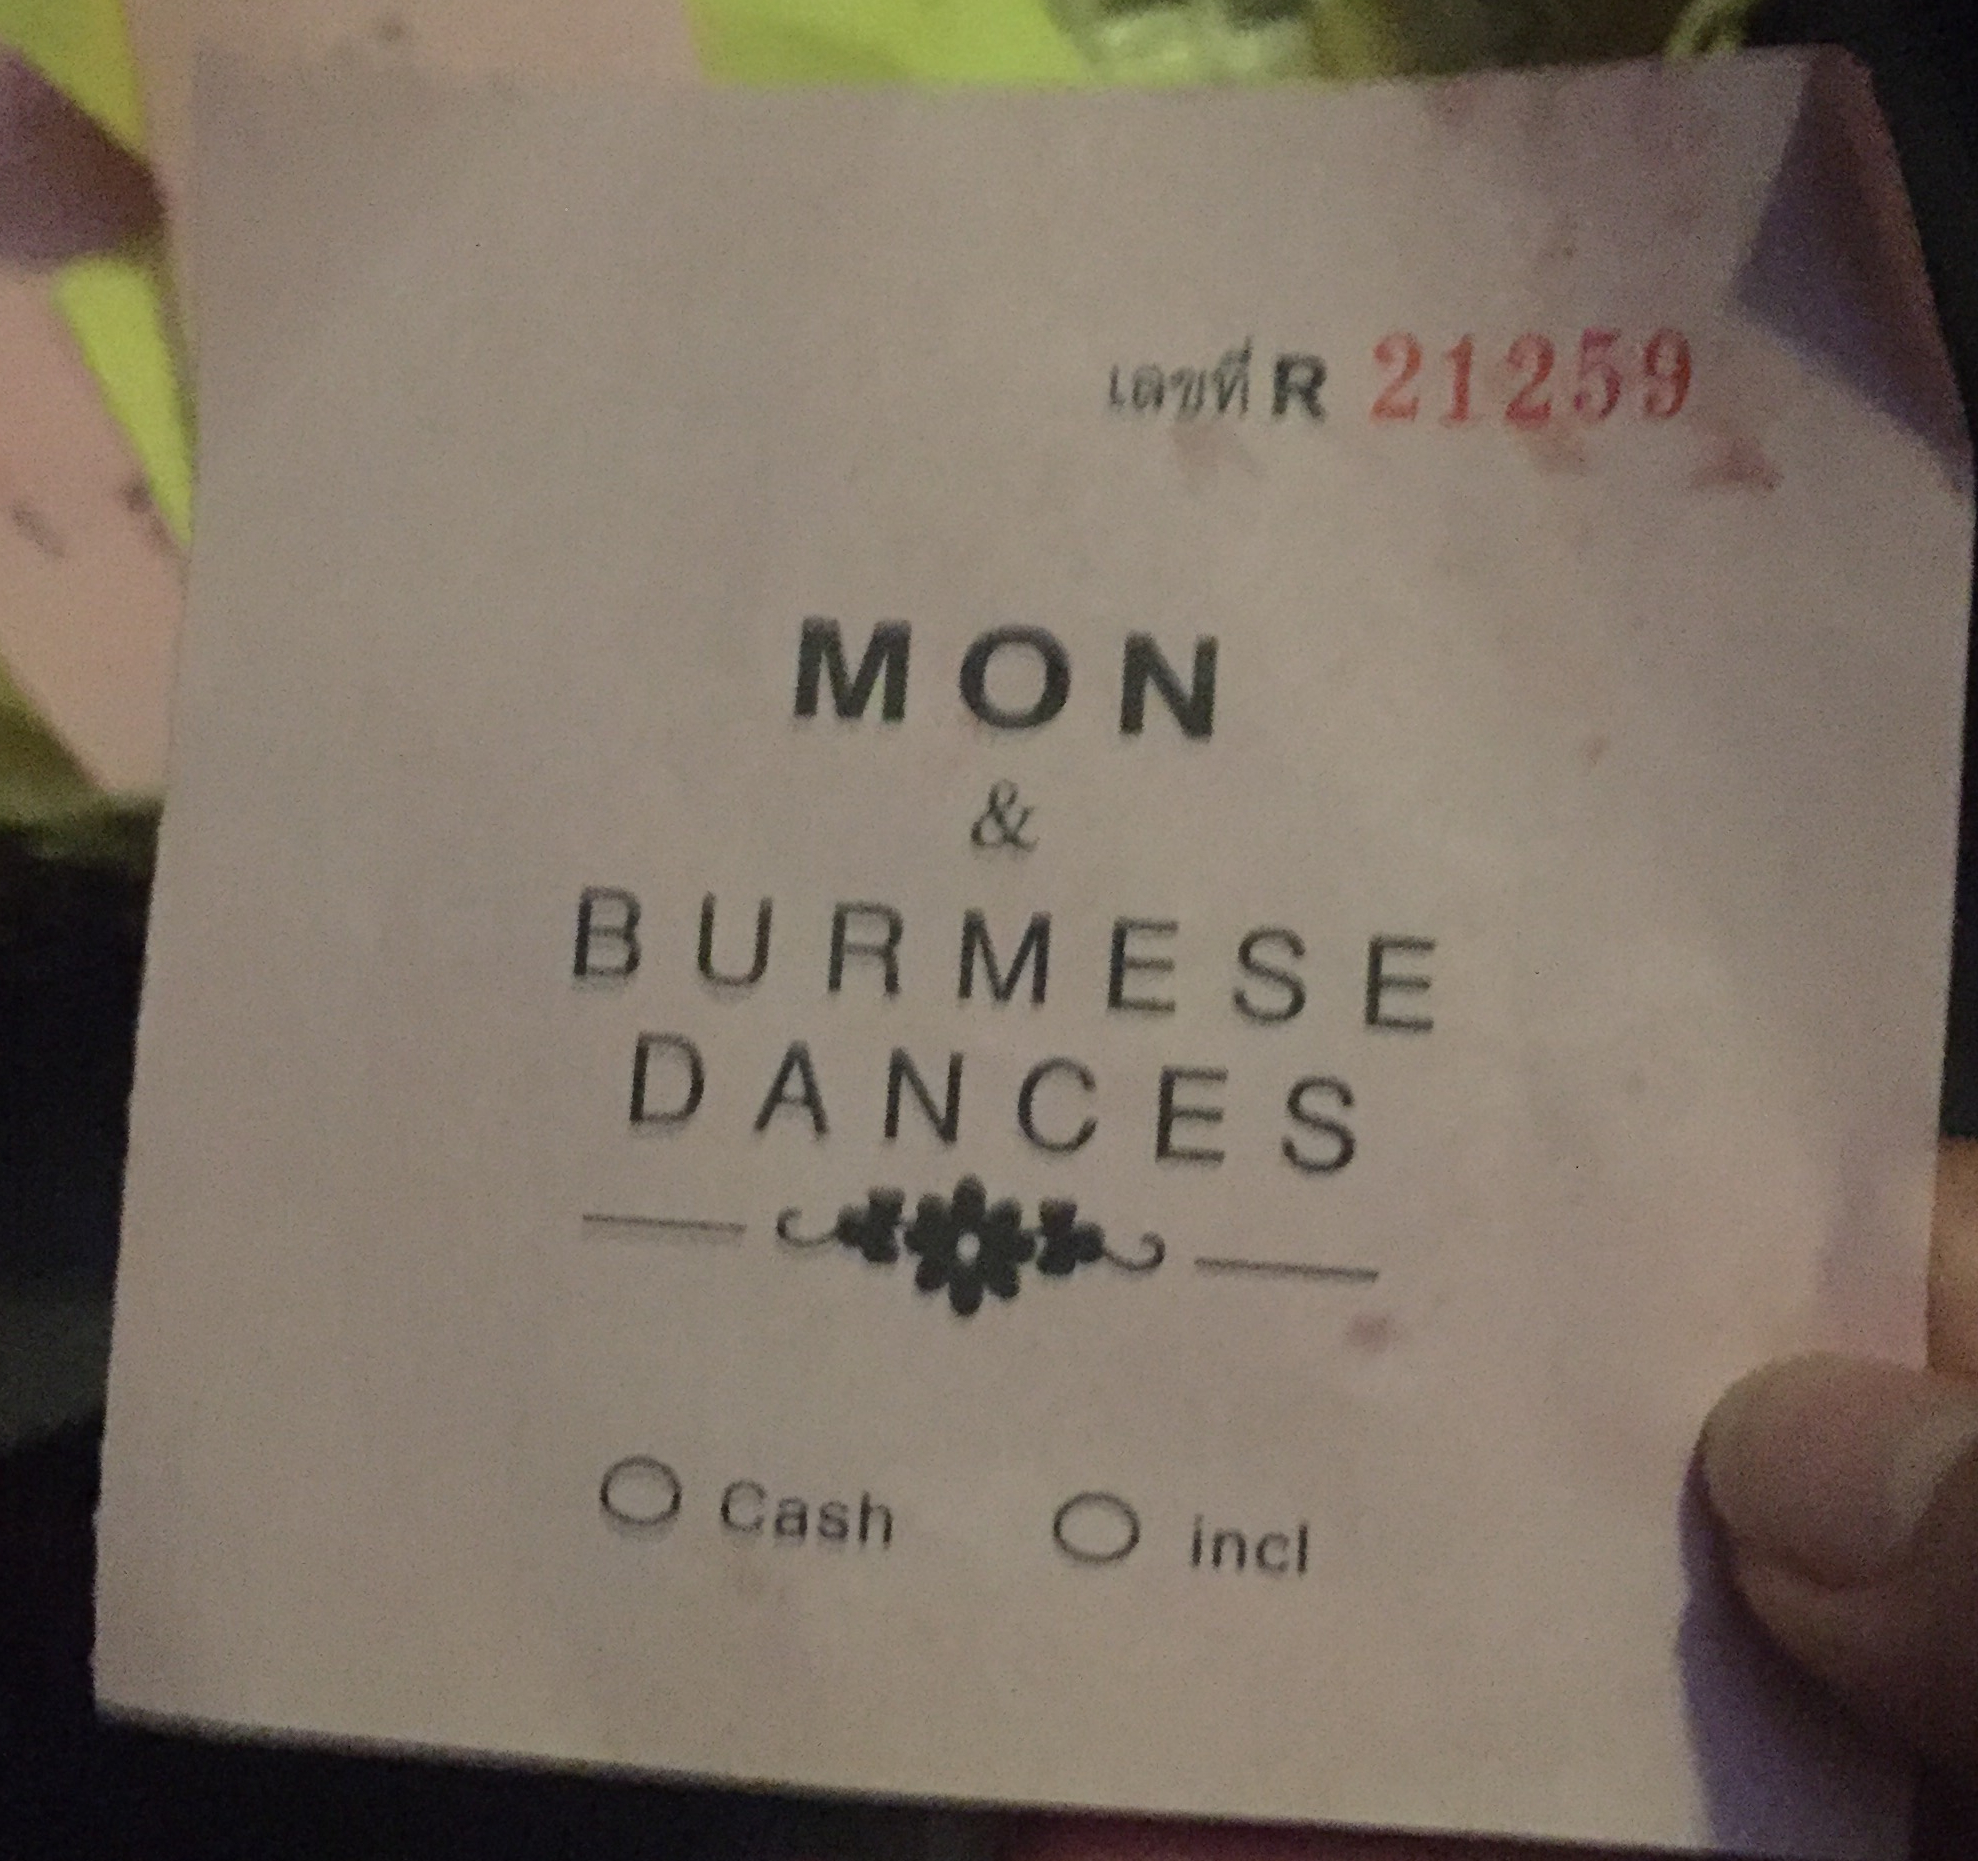 เลขที่ R 21259
MON
&
BURMESE
DANCES
Cash incl